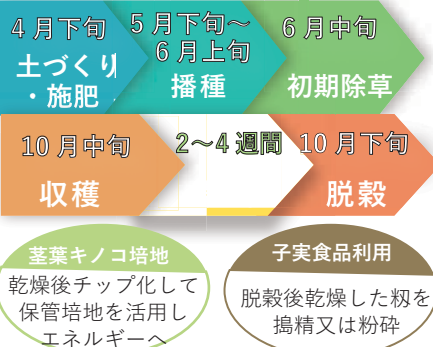 4月下旬
土づくり
・施肥
5月下旬~
6月上旬
播種
6月中旬
初期除草
10月中旬
収穫
2~4週間
10月下旬
脱穀
茎葉キノコ培地
乾燥後チップ化して
保管培地を活用し
エネルギーへ
子実食品利用
脱穀後乾燥した籾を
搗精又は粉砕